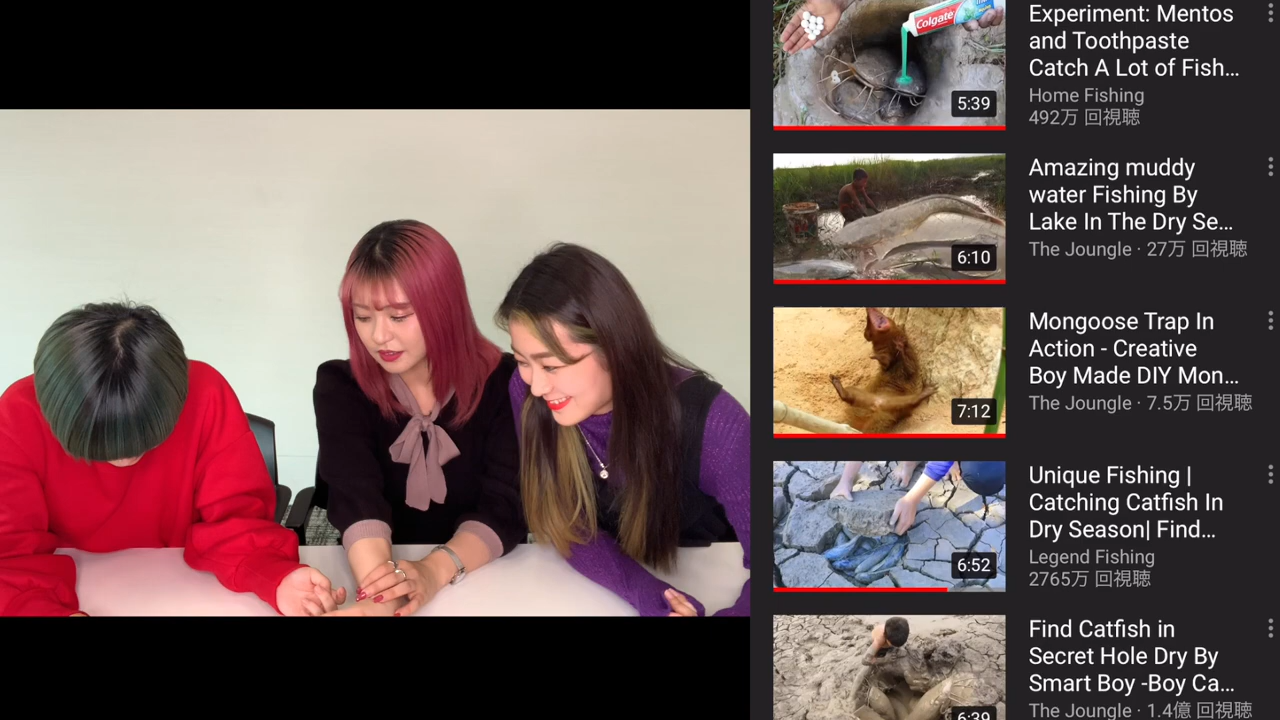 Colgate
5:39
Experiment: Mentos
and Toothpaste
Catch A Lot of Fish…
Home Fishing
492万 回視聴
6:10
Amazing muddy
water Fishing By
Lake In The Dry Se…
The Joungle · 27万 回視聴
7:12
Mongoose Trap In
Action - Creative
Boy Made DIY Mon…
The Joungle · 7.5万 回視聴
6:52
Unique Fishing |
Catching Catfish In
Dry Season| Find…
Legend Fishing
2765万 回視聴
6:39
Find Catfish in
Secret Hole Dry By
Smart Boy -Boy Ca…
The Joungle · 1.4億 回視聴